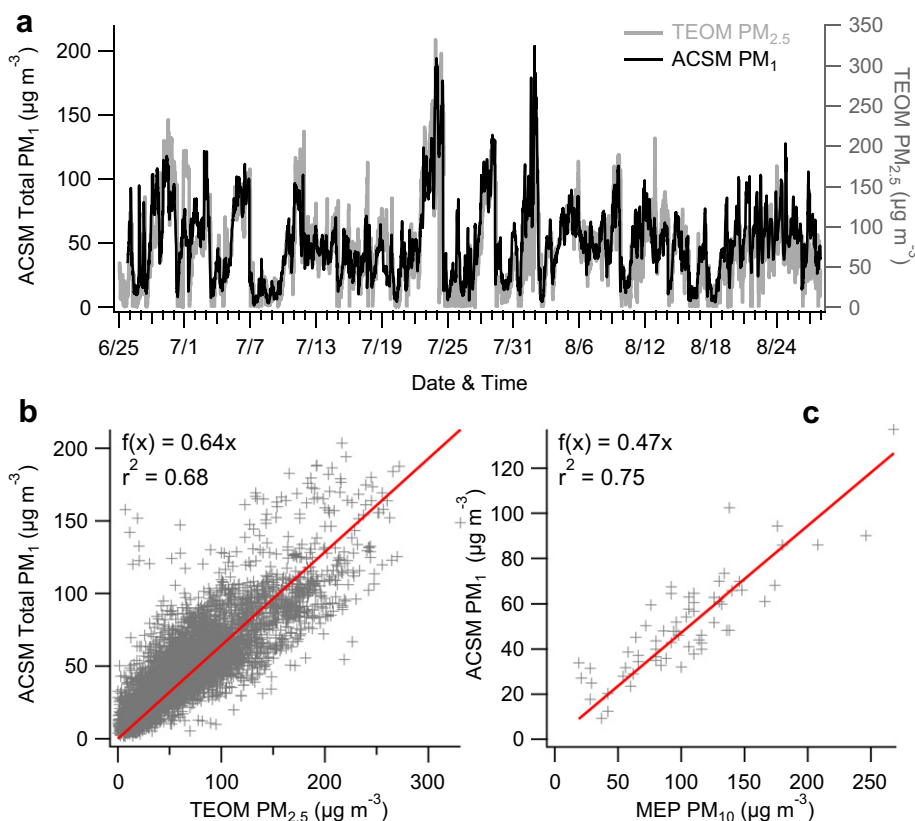 a
TEOM PM2.5
ACSM PM1
ACSM Total PM1 (µg m-3)
200
150
100
50
0
350
300
250
200
150
100
50
0
TEOM PM2.5 (µg m-3)
6/25 7/1 7/7 7/13 7/19 7/25 7/31 8/6 8/12 8/18 8/24
Date & Time
b
f(x) = 0.64x
r2 = 0.68
ACSM Total PM1 (µg m-3)
200
150
100
50
0
0 100 200 300
TEOM PM2.5 (µg m-3)
c
f(x) = 0.47x
r2 = 0.75
ACSM PM1 (µg m-3)
120
100
80
60
40
20
0
0 50 100 150 200 250
MEP PM10 (µg m-3)